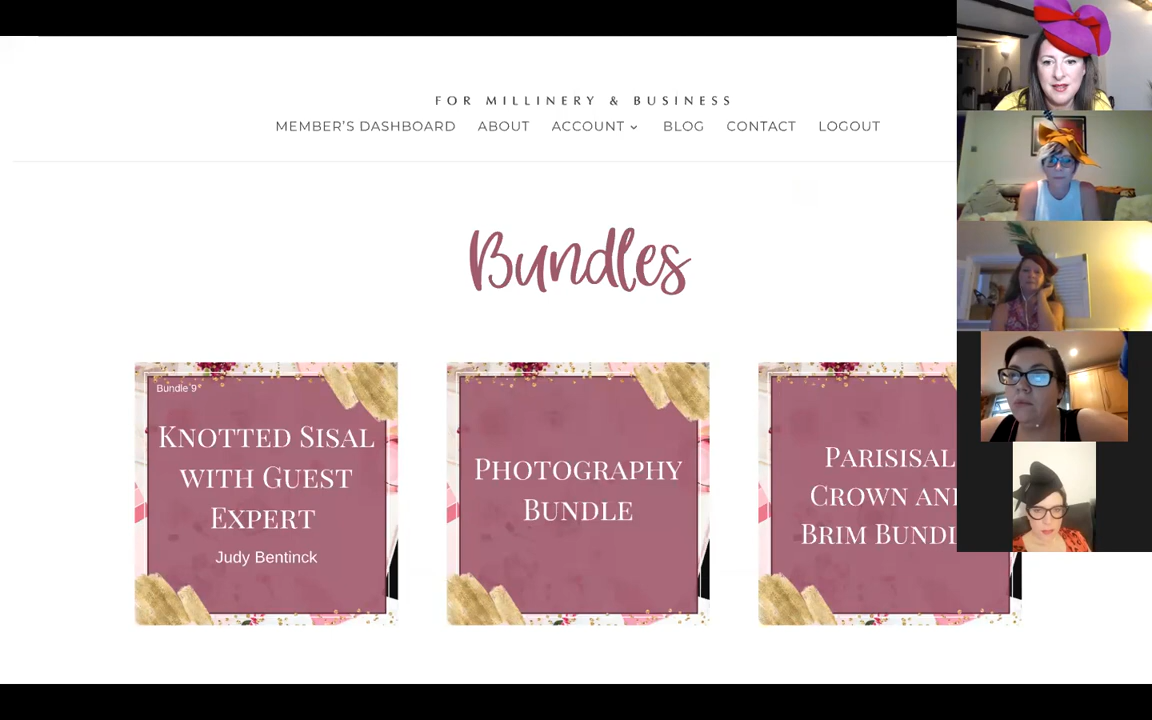 FOR MILLINERY & BUSINESS
MEMBER'S DASHBOARD ABOUT ACCOUNT BLOG CONTACT LOGOUT
Bundles
Bundle 9
KNOTTED SISAL
WITH GUEST
EXPERT
Judy Bentinck
PHOTOGRAPHY
BUNDLE
PARISISAL
CROWN AN
BRIM BUNDL